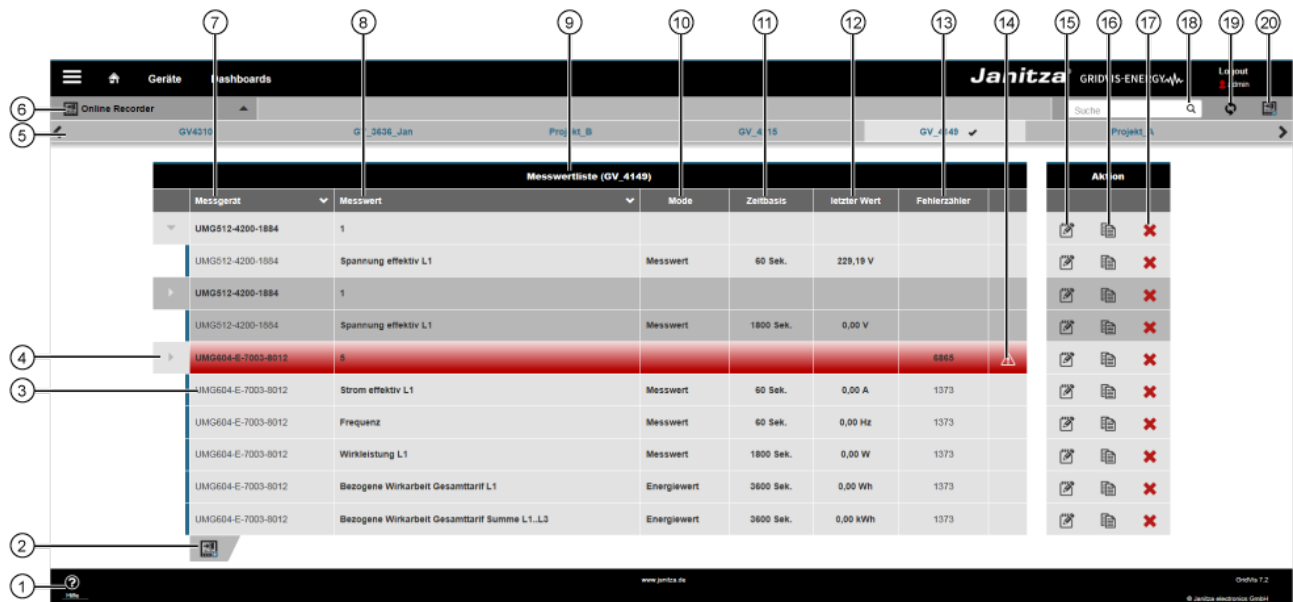 7 8 9 10 11 12 13 14 15 16 17 18 19 20
Geräte Dashboards Janitza® GRIDVIS-ENERGY Logout
admin
6 Online Recorder Suche
5 GV4310 GV_3636_Jan Projekt_B GV_4149 Projekt_A
Messwertliste (GV_4149) Aktion
Messgerät Messwert Mode Zeitbasis letzter Wert Fehlerzähler
UMG512-4200-1884 1
UMG512-4200-1884 Spannung effektiv L1 Messwert 60 Sek. 229,19 V
UMG512-4200-1884 1
UMG512-4200-1884 Spannung effektiv L1 Messwert 1800 Sek. 0,00 V
4 UMG604-E-7003-8012 5 6865
3 UMG604-E-7003-8012 Strom effektiv L1 Messwert 60 Sek. 0,00 A 1373
UMG604-E-7003-8012 Frequenz Messwert 60 Sek. 0,00 Hz 1373
UMG604-E-7003-8012 Wirkleistung L1 Messwert 1800 Sek. 0,00 W 1373
UMG604-E-7003-8012 Bezogene Wirkarbeit Gesamttarif L1 Energiewert 3600 Sek. 0,00 Wh 1373
UMG604-E-7003-8012 Bezogene Wirkarbeit Gesamttarif Summe L1..L3 Energiewert 3600 Sek. 0,00 kWh 1373
2
1 Hilfe www.janitza.de GridVis 7.2
© Janitza electronics GmbH